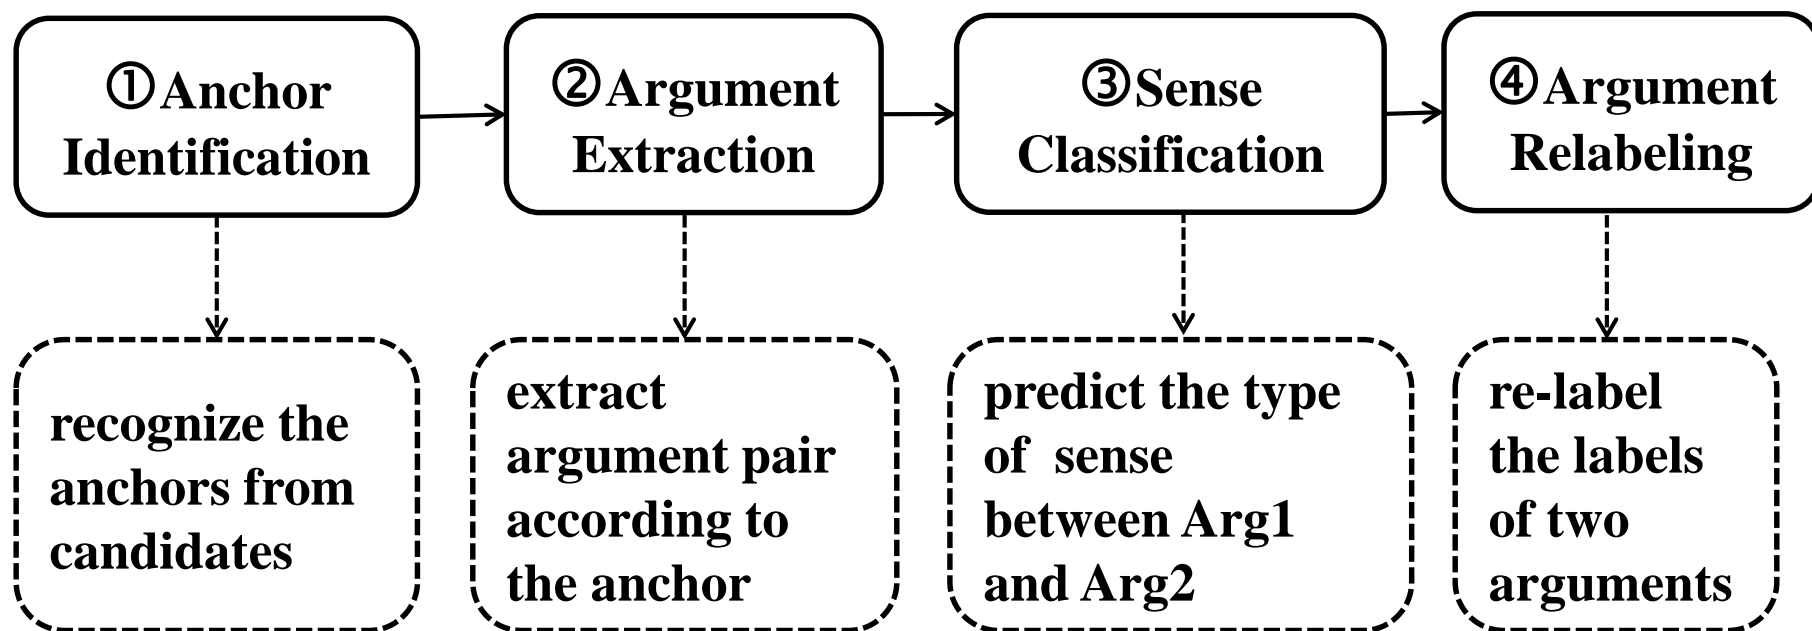 ①Anchor
Identification
②Argument
Extraction
③Sense
Classification
④Argument
Relabeling
recognize the
anchors from
candidates
extract
argument pair
according to
the anchor
predict the type
of sense
between Arg1
and Arg2
re-label
the labels
of two
arguments